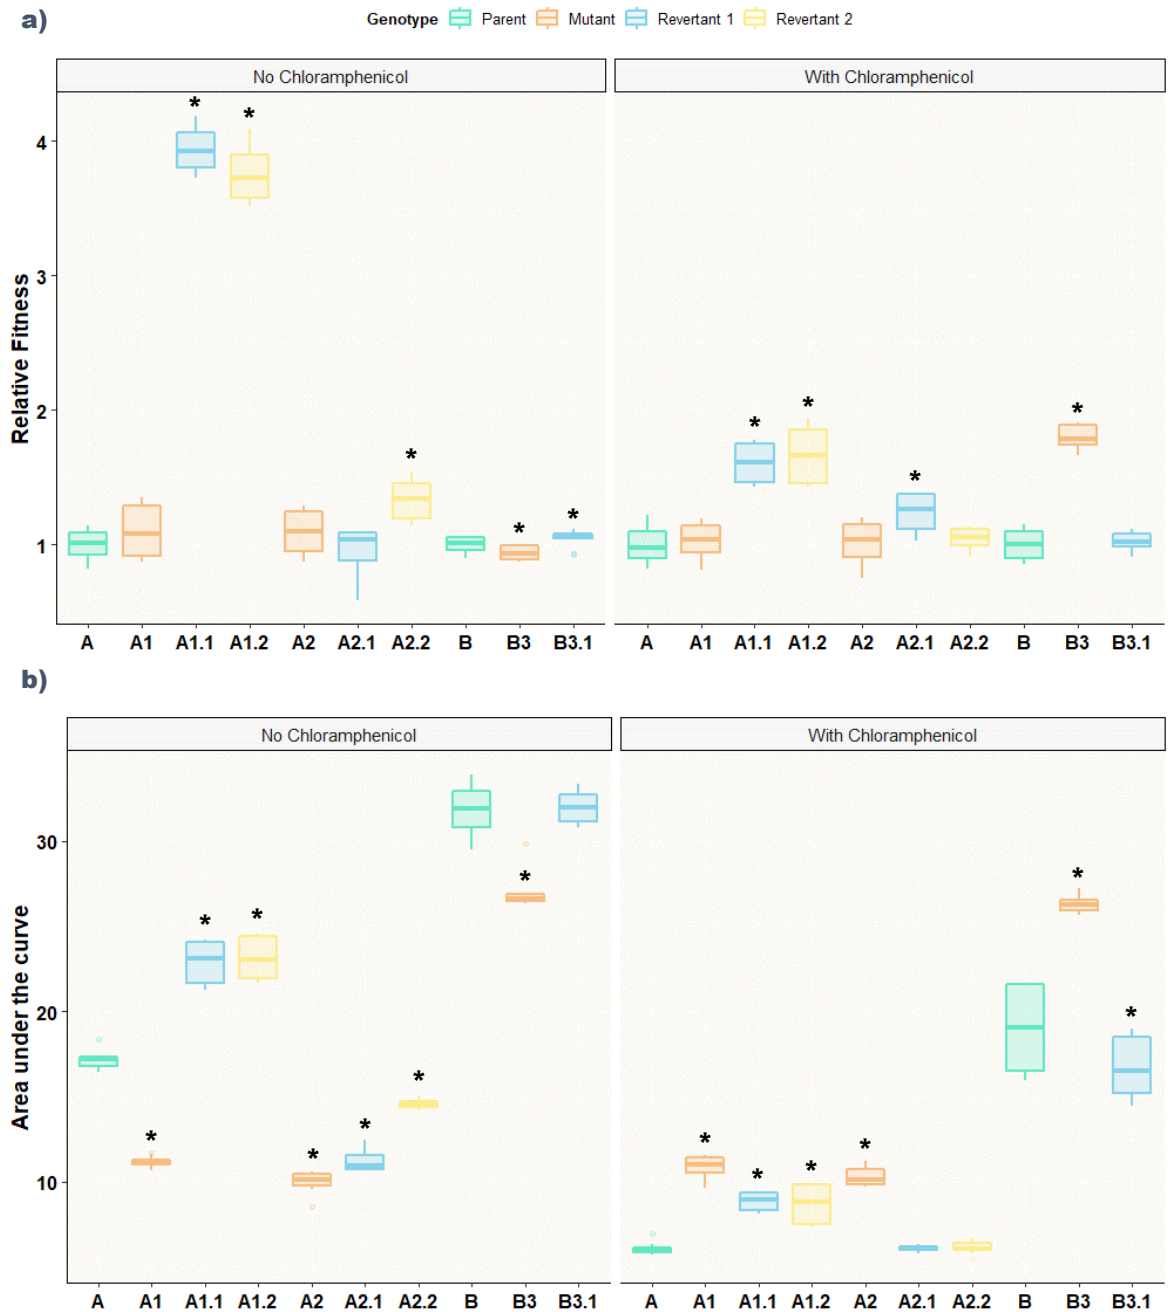 a)
Genotype Parent Mutant Revertant 1 Revertant 2
No Chloramphenicol With Chloramphenicol
* * * * * * * * * *
Relative Fitness
4
3
2
1
A A1 A1.1 A1.2 A2 A2.1 A2.2 B B3 B3.1 A A1 A1.1 A1.2 A2 A2.1 A2.2 B B3 B3.1
b)
No Chloramphenicol With Chloramphenicol
* * * * * * * * * * * * * *
Area under the curve
30
20
10
A A1 A1.1 A1.2 A2 A2.1 A2.2 B B3 B3.1 A A1 A1.1 A1.2 A2 A2.1 A2.2 B B3 B3.1